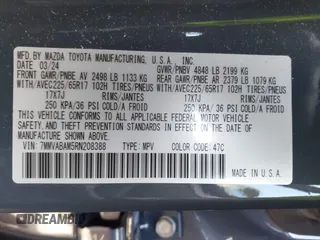 MFD. BY MAZDA TOYOTA MANUFACTURING, U.S.A., INC.
DATE 03/24 GVWR/PNBV 4848 LB 2199 KG
FRONT GAWR/PNBE AV 2498 LB 1133 KG REAR GAWR/PNBE AR 2379 LB 1079 KG
WITH/AVEC225/65R17 102H TIRES/PNEUS WITH/AVEC225/65R17 102H TIRES/PNEUS
17X7J RIMS/JANTES 17X7J RIMS/JANTES
250 KPA/36 PSI COLD/A FROID 250 KPA/36 PSI COLD/A FROID
THIS VEHICLE CONFORMS TO ALL APPLICABLE FEDERAL MOTOR VEHICLE
SAFETY, BUMPER, AND THEFT PREVENTION STANDARDS IN EFFECT ON THE
DATE OF MANUFACTURE SHOWN ABOVE.
VIN: 7MMVABAM5RN208388 TYPE: MPV COLOR CODE: 47C
MADE IN U.S.A.
DREAMBID